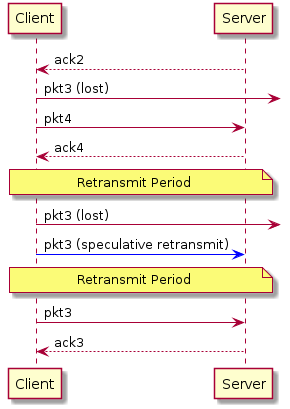 Client Server
ack2
pkt3 (lost)
pkt4
ack4
Retransmit Period
pkt3 (lost)
pkt3 (speculative retransmit)
Retransmit Period
pkt3
ack3
Client Server